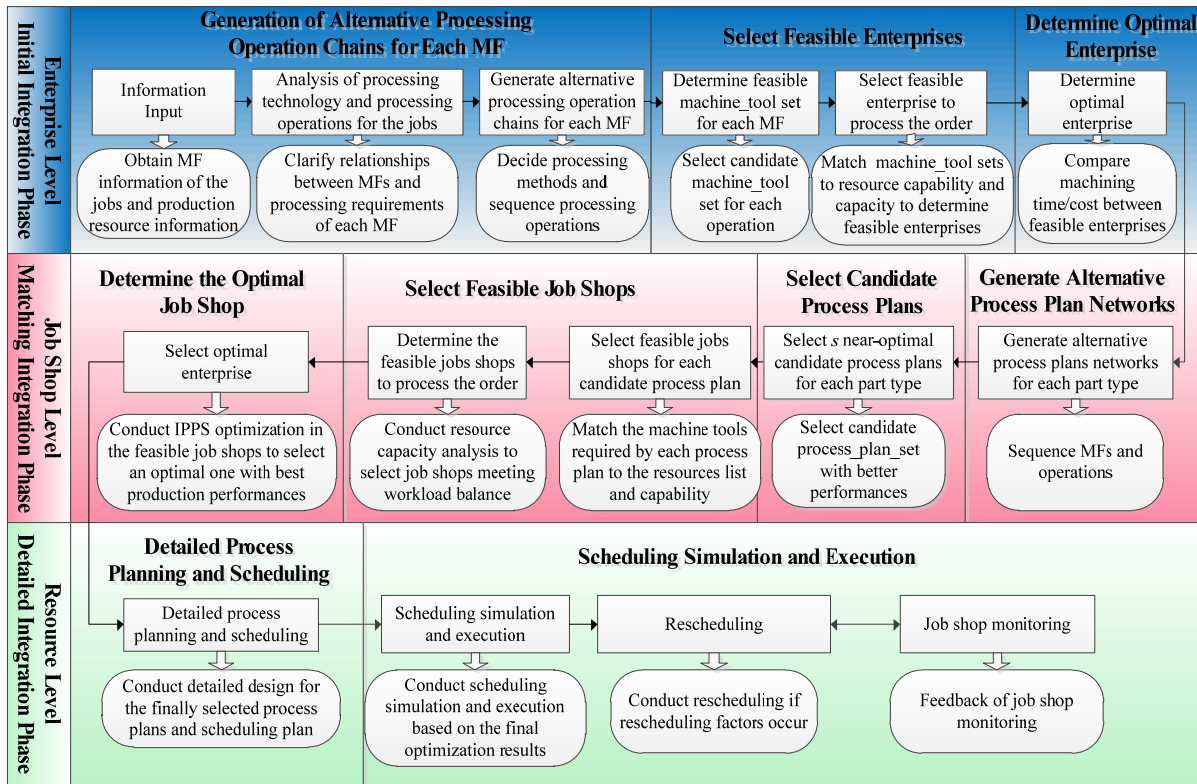 Enterprise Level
Initial Integration Phase
Generation of Alternative Processing
Operation Chains for Each MF
Information
Input
Obtain MF
information of the
jobs and production
resource information
Analysis of processing
technology and processing
operations for the jobs
Clarify relationships
between MFs and
processing requirements
of each MF
Generate alternative
processing operation
chains for each MF
Decide processing
methods and
sequence processing
operations
Select Feasible Enterprises
Determine feasible
machine_tool set
for each MF
Select candidate
machine_tool
set for each
operation
Select feasible
enterprise to
process the order
Match machine_tool sets
to resource capability and
capacity to determine
feasible enterprises
Determine Optimal
Enterprise
Determine
optimal
enterprise
Compare
machining
time/cost between
feasible enterprises
Job Shop Level
Matching Integration Phase
Determine the Optimal
Job Shop
Select optimal
enterprise
Conduct IPPS optimization in
the feasible job shops to select
an optimal one with best
production performances
Select Feasible Job Shops
Determine the
feasible jobs shops
to process the order
Conduct resource
capacity analysis to
select job shops meeting
workload balance
Select feasible jobs
shops for each
candidate process plan
Match the machine tools
required by each process
plan to the resources list
and capability
Select Candidate
Process Plans
Select s near-optimal
candidate process plans
for each part type
Select candidate
process_plan_set
with better
performances
Generate Alternative
Process Plan Networks
Generate alternative
process plans networks
for each part type
Sequence MFs and
operations
Resource Level
Detailed Integration Phase
Detailed Process
Planning and Scheduling
Detailed process
planning and scheduling
Conduct detailed design for
the finally selected process
plans and scheduling plan
Scheduling Simulation and Execution
Scheduling simulation
and execution
Conduct scheduling
simulation and execution
based on the final
optimization results
Rescheduling
Conduct rescheduling if
rescheduling factors occur
Job shop monitoring
Feedback of job shop
monitoring